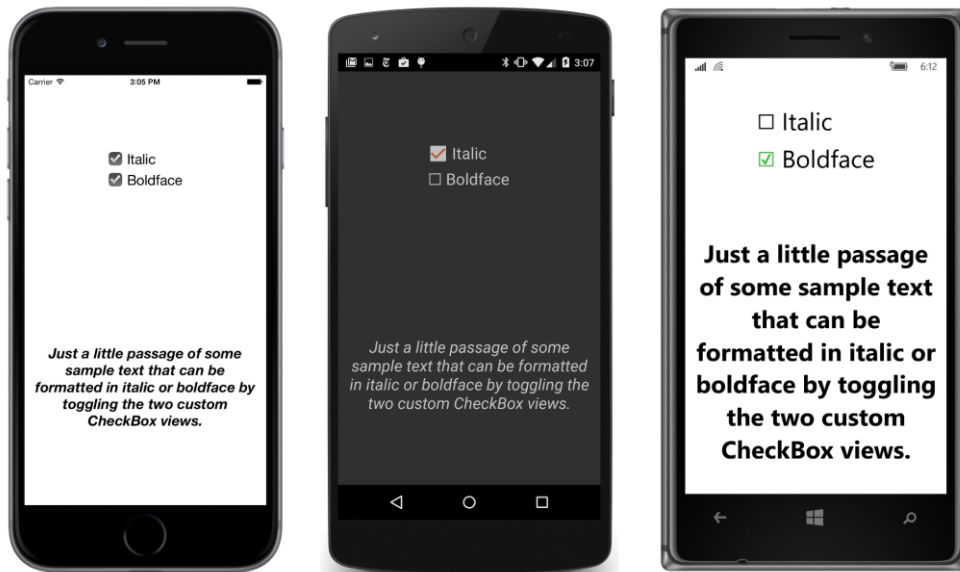 Carrier
3:05 PM
Italic
Boldface
Just a little passage of some
sample text that can be
formatted in italic or boldface by
toggling the two custom
CheckBox views.
3:07
Italic
Boldface
Just a little passage of some
sample text that can be formatted
in italic or boldface by toggling the
two custom CheckBox views.
6:12
Italic
Boldface
Just a little passage
of some sample text
that can be
formatted in italic or
boldface by toggling
the two custom
CheckBox views.